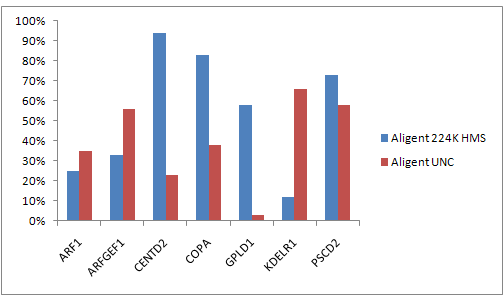 100%
90%
80%
70%
60%
50%
40%
30%
20%
10%
0%
ARF1
ARFGEF1
CENTD2
COPA
GPLD1
KDELR1
PSCD2
Aligent 224K HMS
Aligent UNC